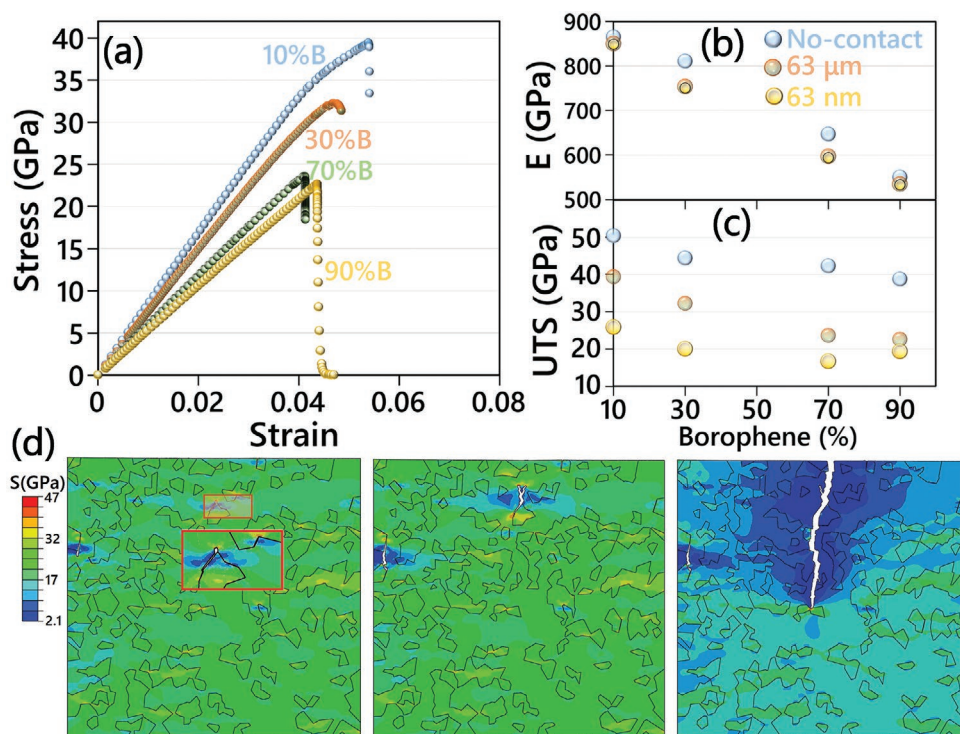 (a)
40
35
30
25
20
15
10
5
0
Stress (GPa)
10%B
30%B
70%B
90%B
0 0.02 0.04 0.06 0.08
Strain
(b)
900
800
700
600
500
E (GPa)
No-contact
63 μm
63 nm
(c)
50
40
30
20
10
UTS (GPa)
10 30 70 90
Borophene (%)
(d)
S(GPa)
47
32
17
2.1